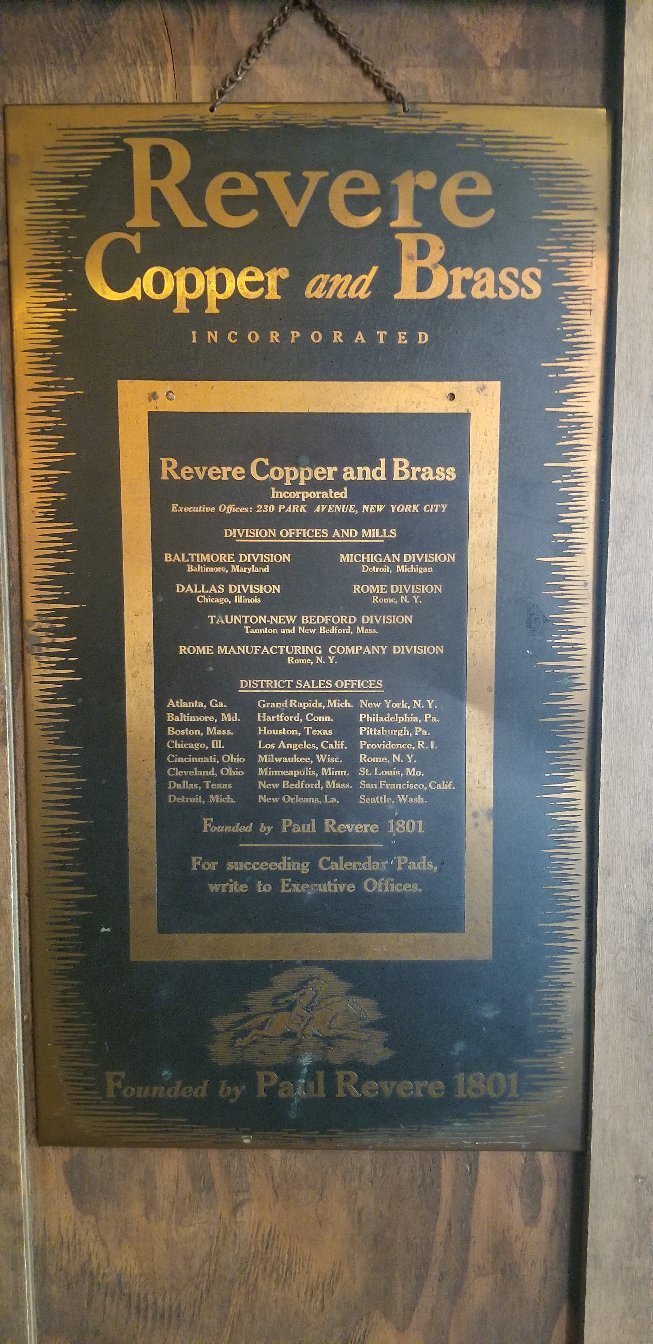 Revere
Copper and Brass
INCORPORATED
Revere Copper and Brass
Incorporated
Executive Offices: 230 PARK AVENUE, NEW YORK CITY
DIVISION OFFICES AND MILLS
BALTIMORE DIVISION MICHIGAN DIVISION
Baltimore, Maryland Detroit, Michigan
DALLAS DIVISION ROME DIVISION
Chicago, Illinois Rome, N. Y.
TAUNTON-NEW BEDFORD DIVISION
Taunton and New Bedford, Mass.
ROME MANUFACTURING COMPANY DIVISION
Rome, N. Y.
DISTRICT SALES OFFICES
Atlanta, Ga. Grand Rapids, Mich. New York, N. Y.
Baltimore, Md. Hartford, Conn. Philadelphia, Pa.
Boston, Mass. Houston, Texas Pittsburgh, Pa.
Chicago, Ill. Los Angeles, Calif. Providence, R. I.
Cincinnati, Ohio Milwaukee, Wisc. Rome, N. Y.
Cleveland, Ohio Minneapolis, Minn. St. Louis, Mo.
Dallas, Texas New Bedford, Mass. San Francisco, Calif.
Detroit, Mich. New Orleans, La. Seattle, Wash.
Founded by Paul Revere 1801
For succeeding Calendar Pads,
write to Executive Offices.
Founded by Paul Revere 1801